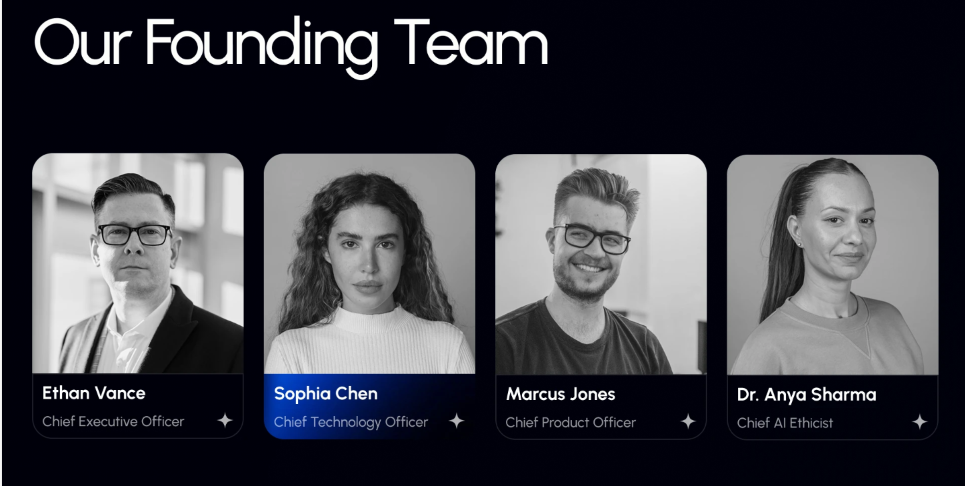 Our Founding Team
Ethan Vance
Chief Executive Officer
Sophia Chen
Chief Technology Officer
Marcus Jones
Chief Product Officer
Dr. Anya Sharma
Chief AI Ethicist